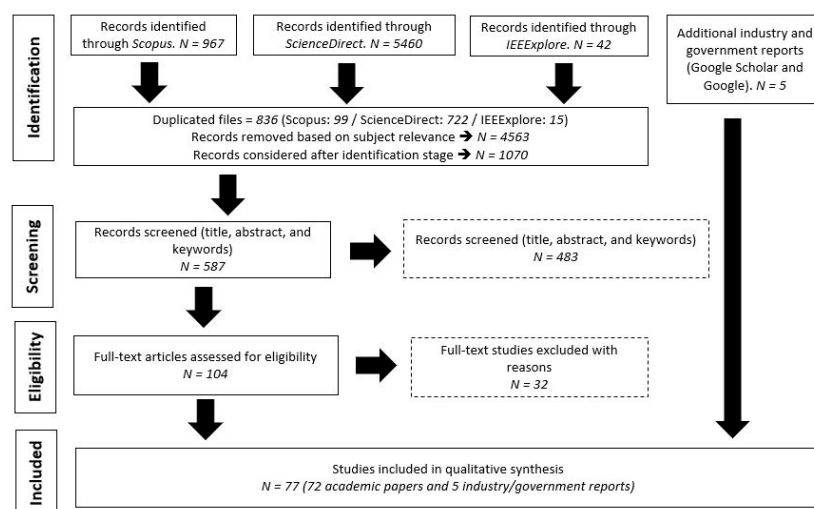 Identification
Records identified
through Scopus. N = 967
Records identified through
ScienceDirect. N = 5460
Records identified through
IEEExplore. N = 42
Additional industry and
government reports
(Google Scholar and
Google). N = 5
Duplicated files = 836 (Scopus: 99 / ScienceDirect: 722 / IEEExplore: 15)
Records removed based on subject relevance ➔ N = 4563
Records considered after identification stage ➔ N = 1070
Screening
Records screened (title, abstract, and
keywords)
N = 587
Records screened (title, abstract, and keywords)
N = 483
Eligibility
Full-text articles assessed for eligibility
N = 104
Full-text studies excluded with
reasons
N = 32
Included
Studies included in qualitative synthesis
N = 77 (72 academic papers and 5 industry/government reports)